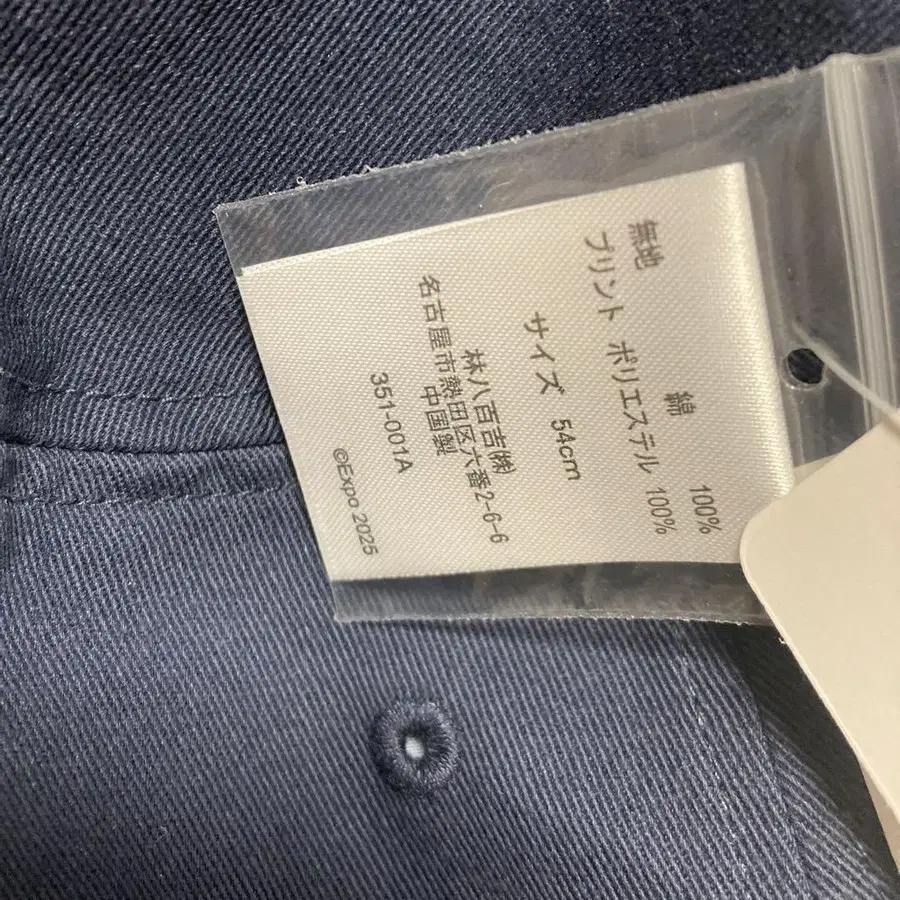 無地 綿 100%
プリント ポリエステル 100%
サイズ 54cm
林八百吉㈱
名古屋市熱田区六番2-6-6
中国製
351-001A
©Expo 2025